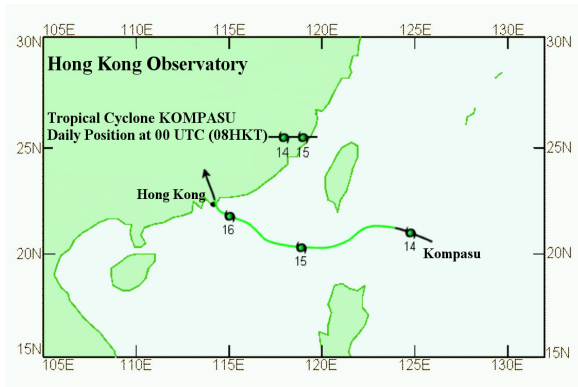 105E 110E 115E 120E 125E 130E
30N 30N
Hong Kong Observatory
Tropical Cyclone KOMPASU
Daily Position at 00 UTC (08HKT)
14 15
25N 25N
Hong Kong
16
14
Kompasu
15
20N 20N
15N 15N
105E 110E 115E 120E 125E 130E